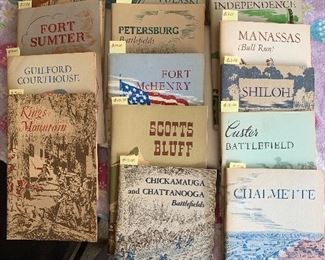 PULASKI
INDEPENDENCE
FORT
SUMTER
PETERSBURG
Battlefields
MANASSAS
(Bull Run)
GUILFORD
COURTHOUSE
FORT
McHENRY
SHILOH
Kings
Mountain
SCOTTS
BLUFF
Custer
BATTLEFIELD
CHICKAMAUGA
and CHATTANOOGA
Battlefields
CHALMETTE